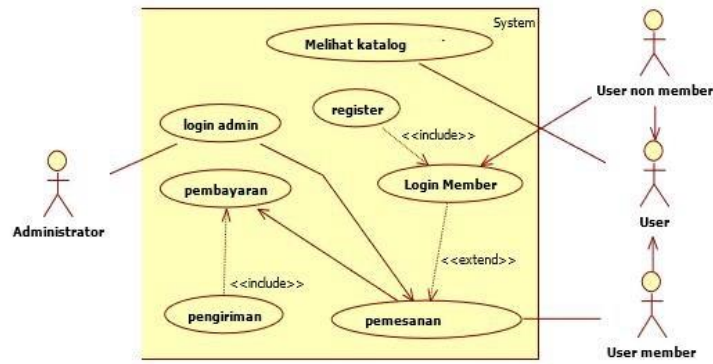 System
Melihat katalog
User non member
register
login admin
<<include>>
Login Member
pembayaran
User
Administrator
<<extend>>
<<include>>
pengiriman
pemesanan
User member